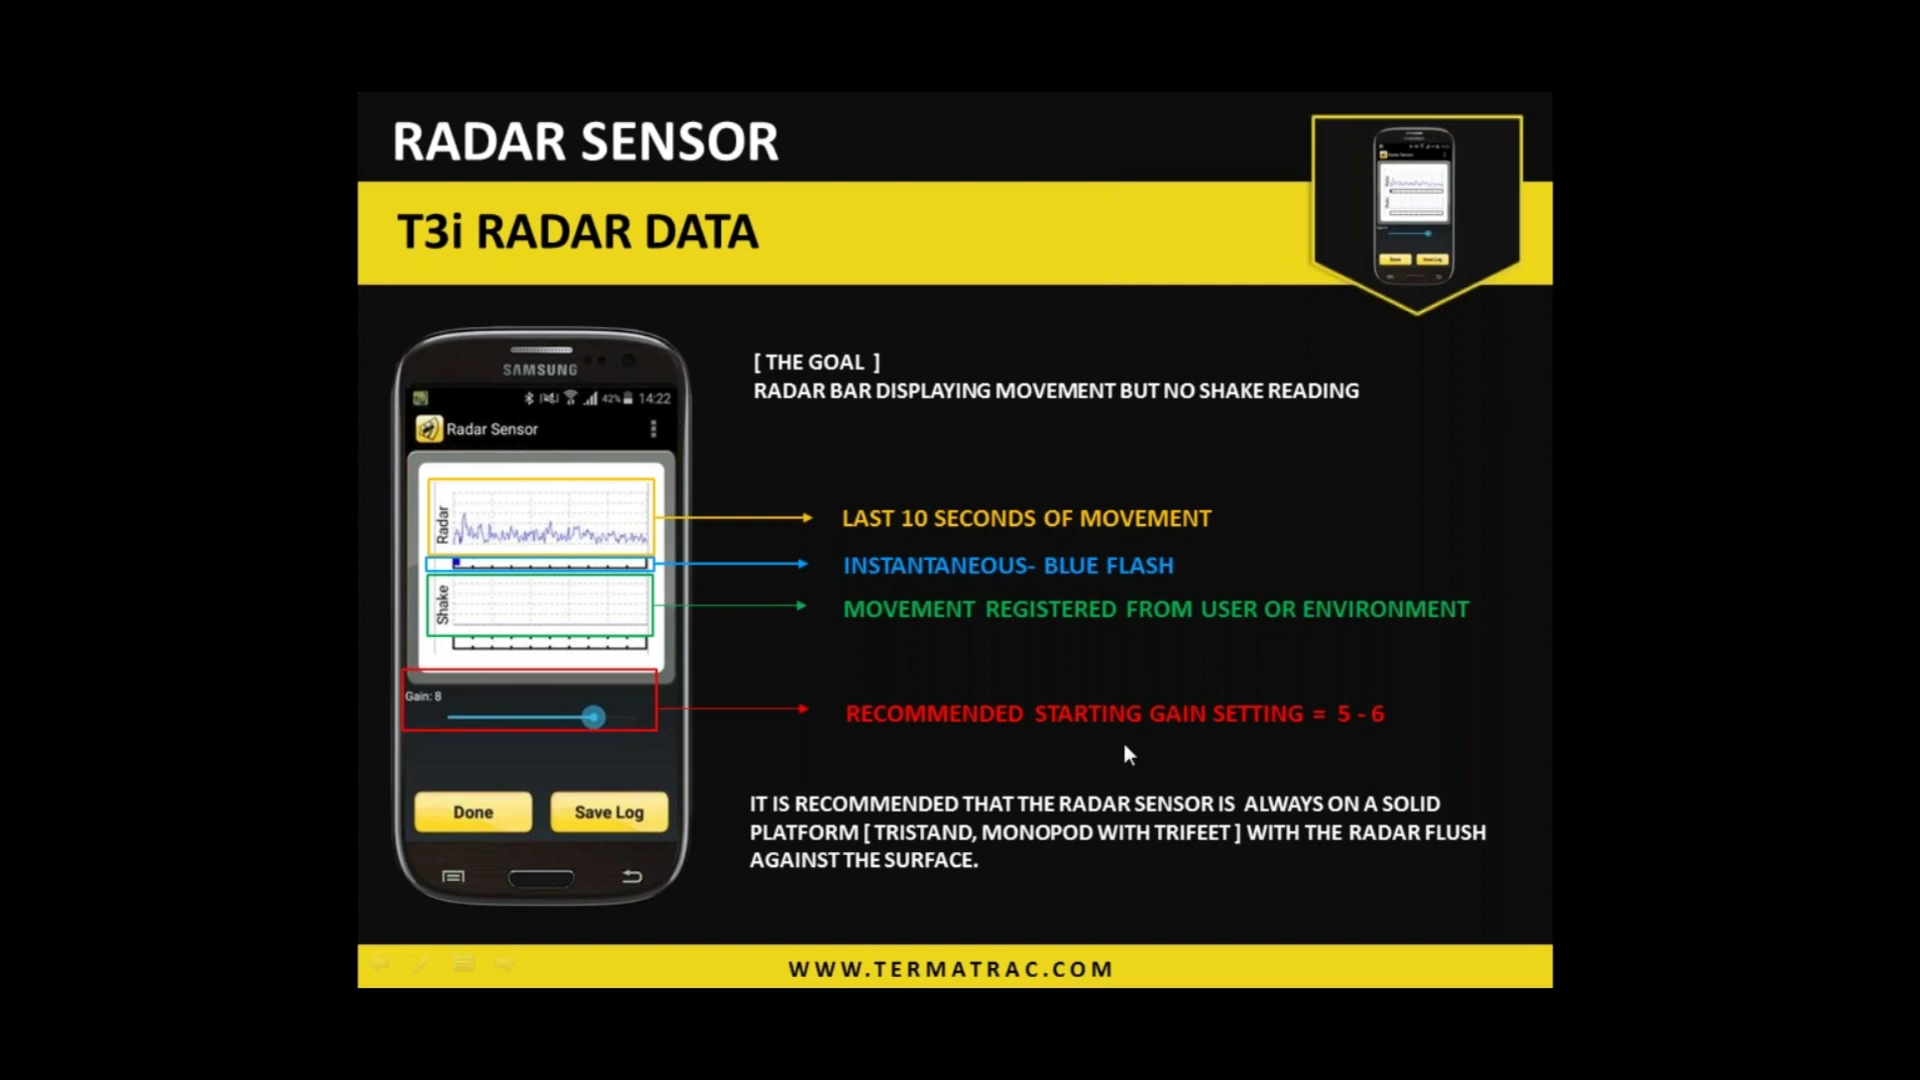 RADAR SENSOR
T3i RADAR DATA
SAMSUNG
42% 14:22
Radar Sensor
Radar
Shake
Gain: 8
Done
Save Log
[ THE GOAL ]
RADAR BAR DISPLAYING MOVEMENT BUT NO SHAKE READING
LAST 10 SECONDS OF MOVEMENT
INSTANTANEOUS- BLUE FLASH
MOVEMENT REGISTERED FROM USER OR ENVIRONMENT
RECOMMENDED STARTING GAIN SETTING = 5 - 6
IT IS RECOMMENDED THAT THE RADAR SENSOR IS ALWAYS ON A SOLID
PLATFORM [ TRISTAND, MONOPOD WITH TRIFEET ] WITH THE RADAR FLUSH
AGAINST THE SURFACE.
WWW.TERMATRAC.COM